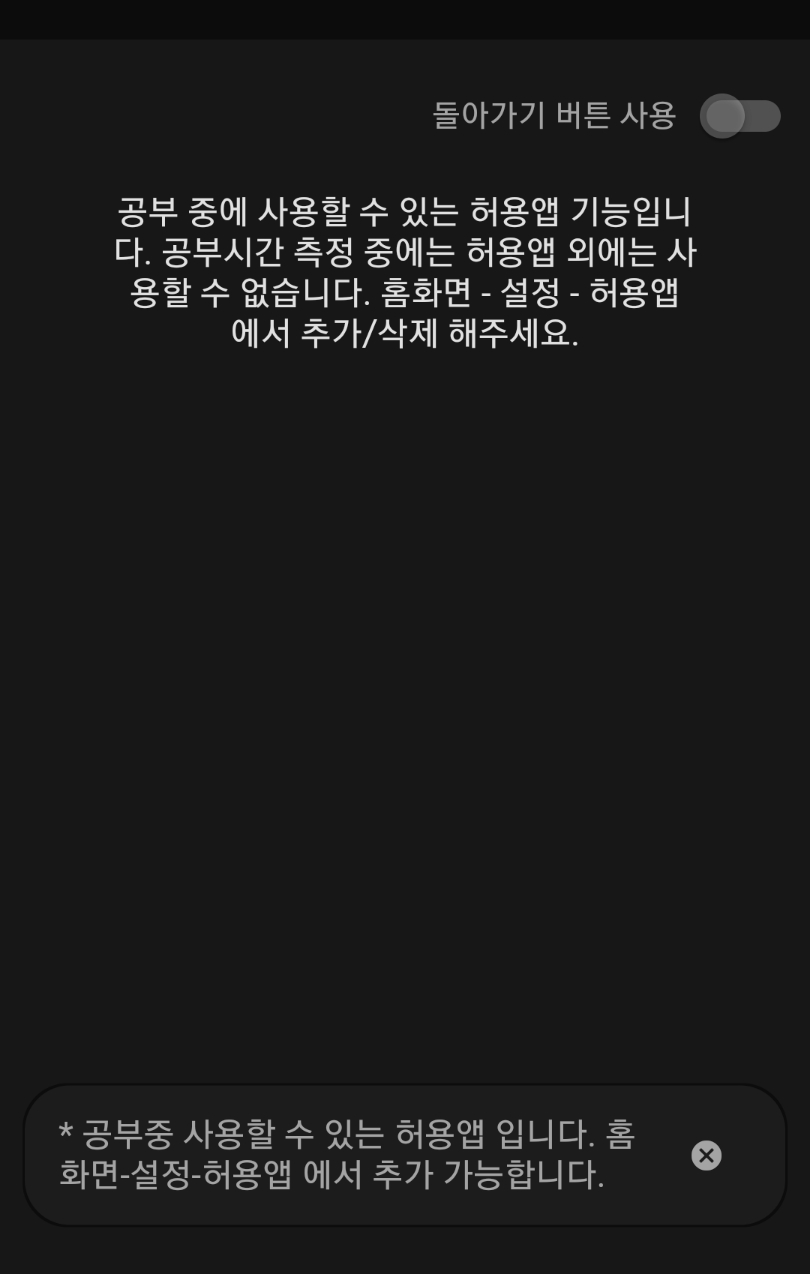 돌아가기 버튼 사용
공부 중에 사용할 수 있는 허용앱 기능입니
다. 공부시간 측정 중에는 허용앱 외에는 사
용할 수 없습니다. 홈화면 - 설정 - 허용앱
에서 추가/삭제 해주세요.
* 공부중 사용할 수 있는 허용앱 입니다. 홈
화면-설정-허용앱 에서 추가 가능합니다.